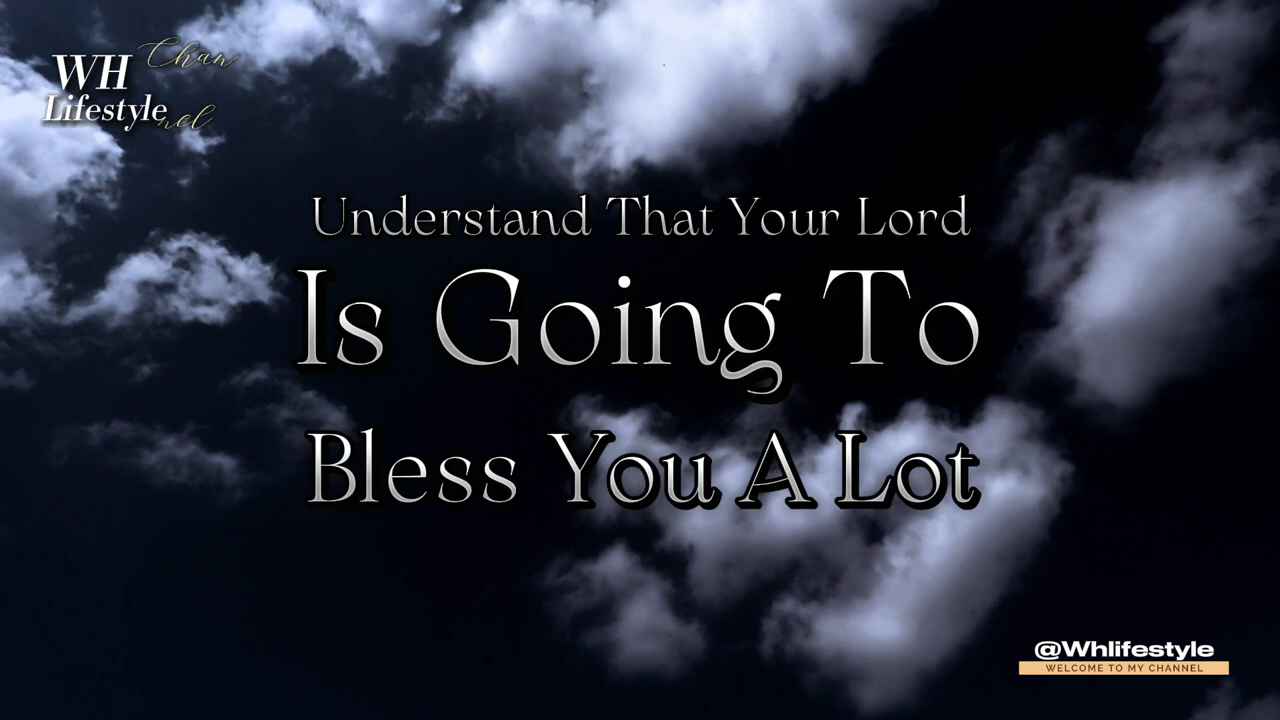 WH Chan
Lifestyle nel
Understand That Your Lord
Is Going To
Bless You A Lot
@Whlifestyle
WELCOME TO MY CHANNEL